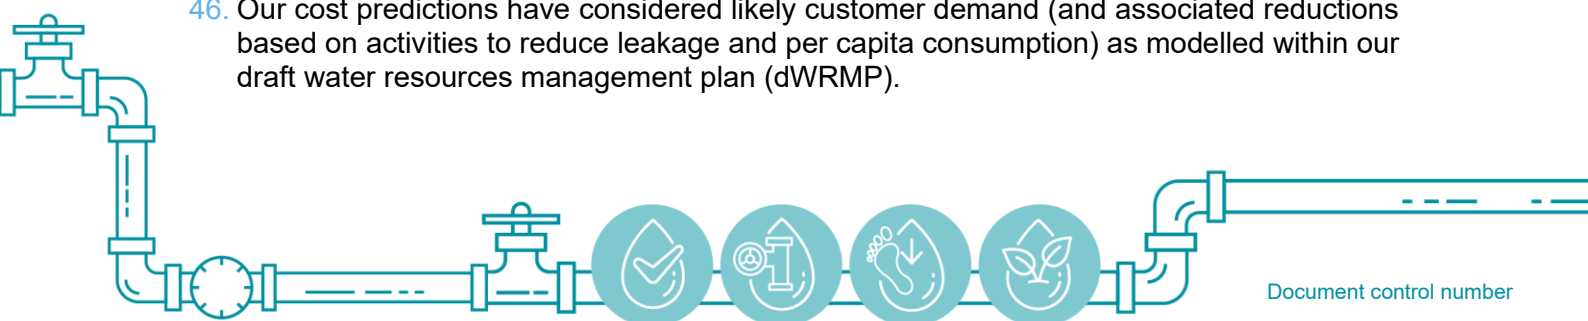 46. Our cost predictions have considered likely customer demand (and associated reductions
based on activities to reduce leakage and per capita consumption) as modelled within our
draft water resources management plan (dWRMP).
Document control number